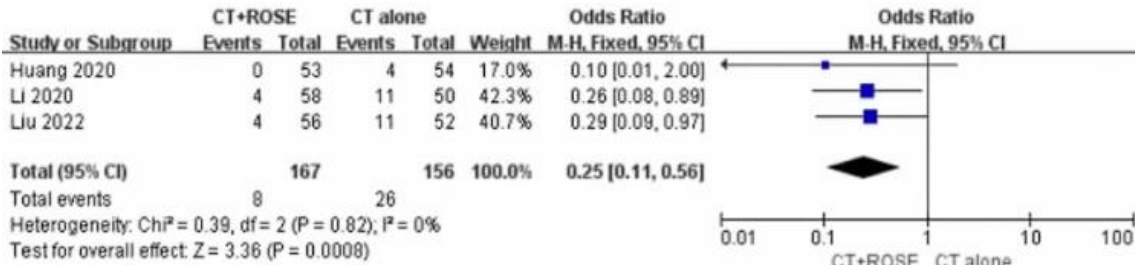 CT+ROSE CT alone Odds Ratio Odds Ratio
Study or Subgroup Events Total Events Total Weight M-H, Fixed, 95% CI M-H, Fixed, 95% CI
Huang 2020 0 53 4 54 17.0% 0.10 [0.01, 2.00]
Li 2020 4 58 11 50 42.3% 0.26 [0.08, 0.89]
Liu 2022 4 56 11 52 40.7% 0.29 [0.09, 0.97]
Total (95% CI) 167 156 100.0% 0.25 [0.11, 0.56]
Total events 8 26
Heterogeneity: Chi² = 0.39, df = 2 (P = 0.82); I² = 0%
Test for overall effect: Z = 3.36 (P = 0.0008)
0.01 0.1 1 10 100
CT+ROSE CT alone